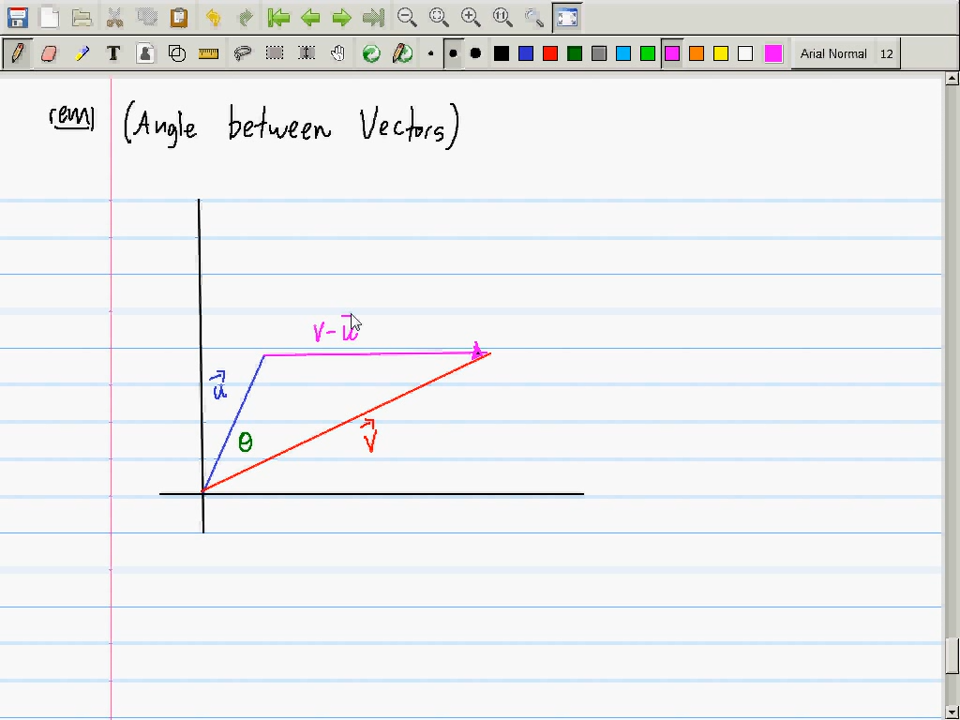 T
Arial Normal 12
rem (Angle between Vectors)
v-u⃗
u⃗
θ
v⃗